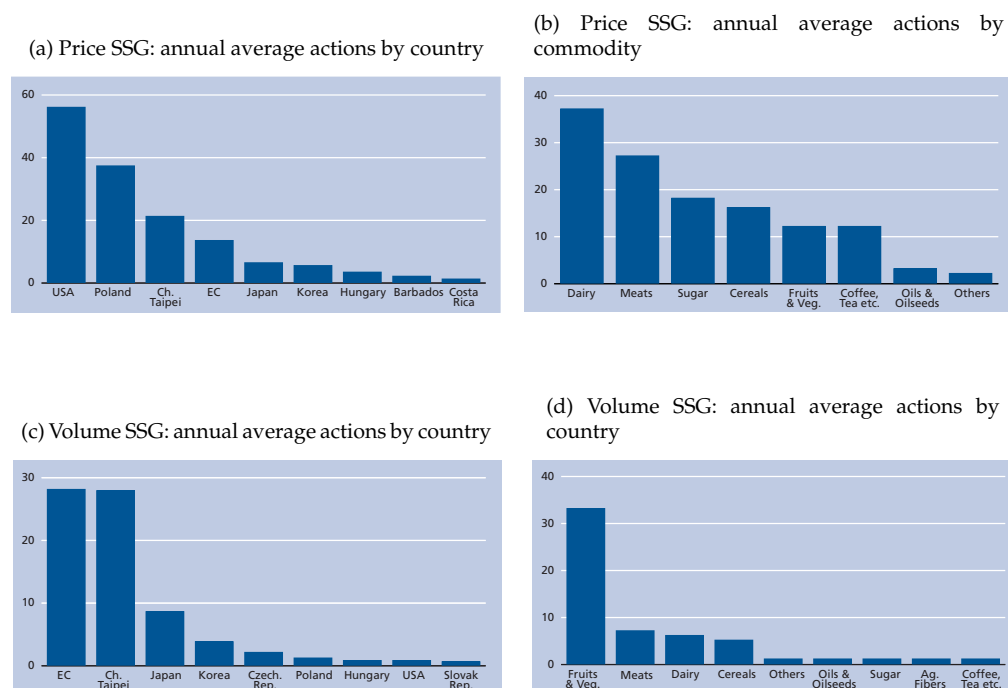 (a) Price SSG: annual average actions by country
60
40
20
0
USA Poland Ch. Taipei EC Japan Korea Hungary Barbados Costa Rica
(b) Price SSG: annual average actions by
commodity
40
30
20
10
0
Dairy Meats Sugar Cereals Fruits & Veg. Coffee, Tea etc. Oils & Oilseeds Others
(c) Volume SSG: annual average actions by country
30
20
10
0
EC Ch. Taipei Japan Korea Czech. Rep. Poland Hungary USA Slovak Rep.
(d) Volume SSG: annual average actions by
country
40
30
20
10
0
Fruits & Veg. Meats Dairy Cereals Others Oils & Oilseeds Sugar Ag. Fibers Coffee, Tea etc.